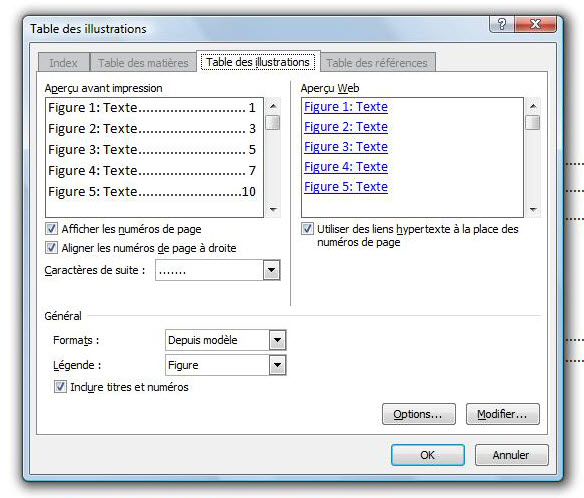 Table des illustrations
Index
Table des matières
Table des illustrations
Table des références
Aperçu avant impression
Figure 1: Texte............................ 1
Figure 2: Texte............................ 3
Figure 3: Texte............................ 5
Figure 4: Texte............................ 7
Figure 5: Texte...........................10
Aperçu Web
Figure 1: Texte
Figure 2: Texte
Figure 3: Texte
Figure 4: Texte
Figure 5: Texte
Afficher les numéros de page
Aligner les numéros de page à droite
Caractères de suite : .......
Utiliser des liens hypertexte à la place des
numéros de page
Général
Formats : Depuis modèle
Légende : Figure
Inclure titres et numéros
Options...
Modifier...
OK
Annuler